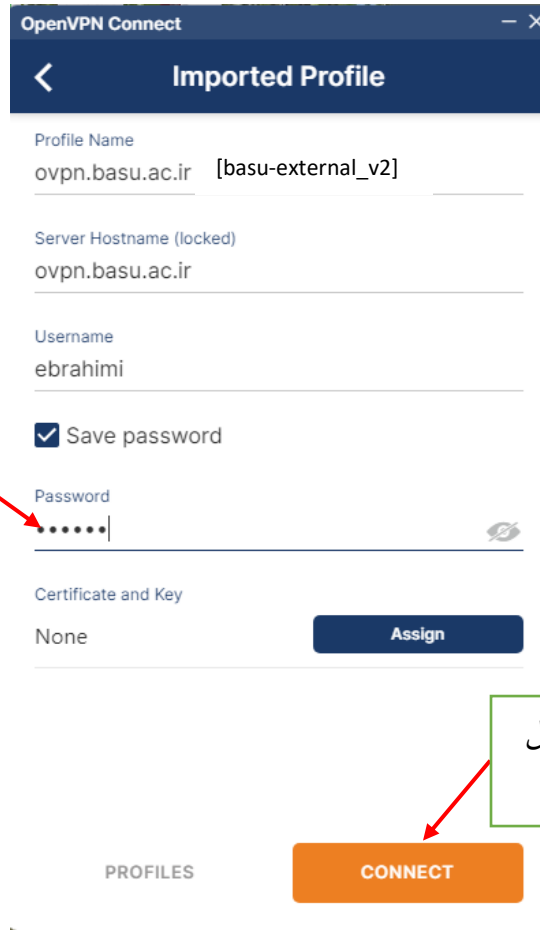 OpenVPN Connect
Imported Profile
Profile Name
ovpn.basu.ac.ir [basu-external_v2]
Server Hostname (locked)
ovpn.basu.ac.ir
Username
ebrahimi
Save password
Password
••••••
Certificate and Key
None Assign
PROFILES CONNECT